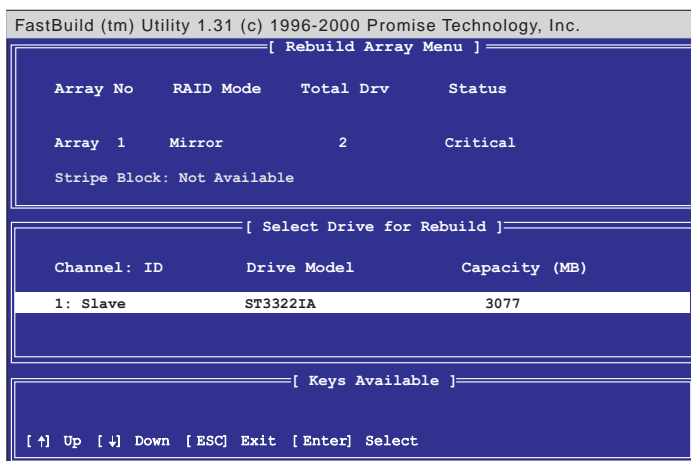 FastBuild (tm) Utility 1.31 (c) 1996-2000 Promise Technology, Inc.
[ Rebuild Array Menu ]
Array No RAID Mode Total Drv Status
Array 1 Mirror 2 Critical
Stripe Block: Not Available
[ Select Drive for Rebuild ]
Channel: ID Drive Model Capacity (MB)
1: Slave ST3322IA 3077
[ Keys Available ]
[↑] Up [↓] Down [ESC] Exit [Enter] Select